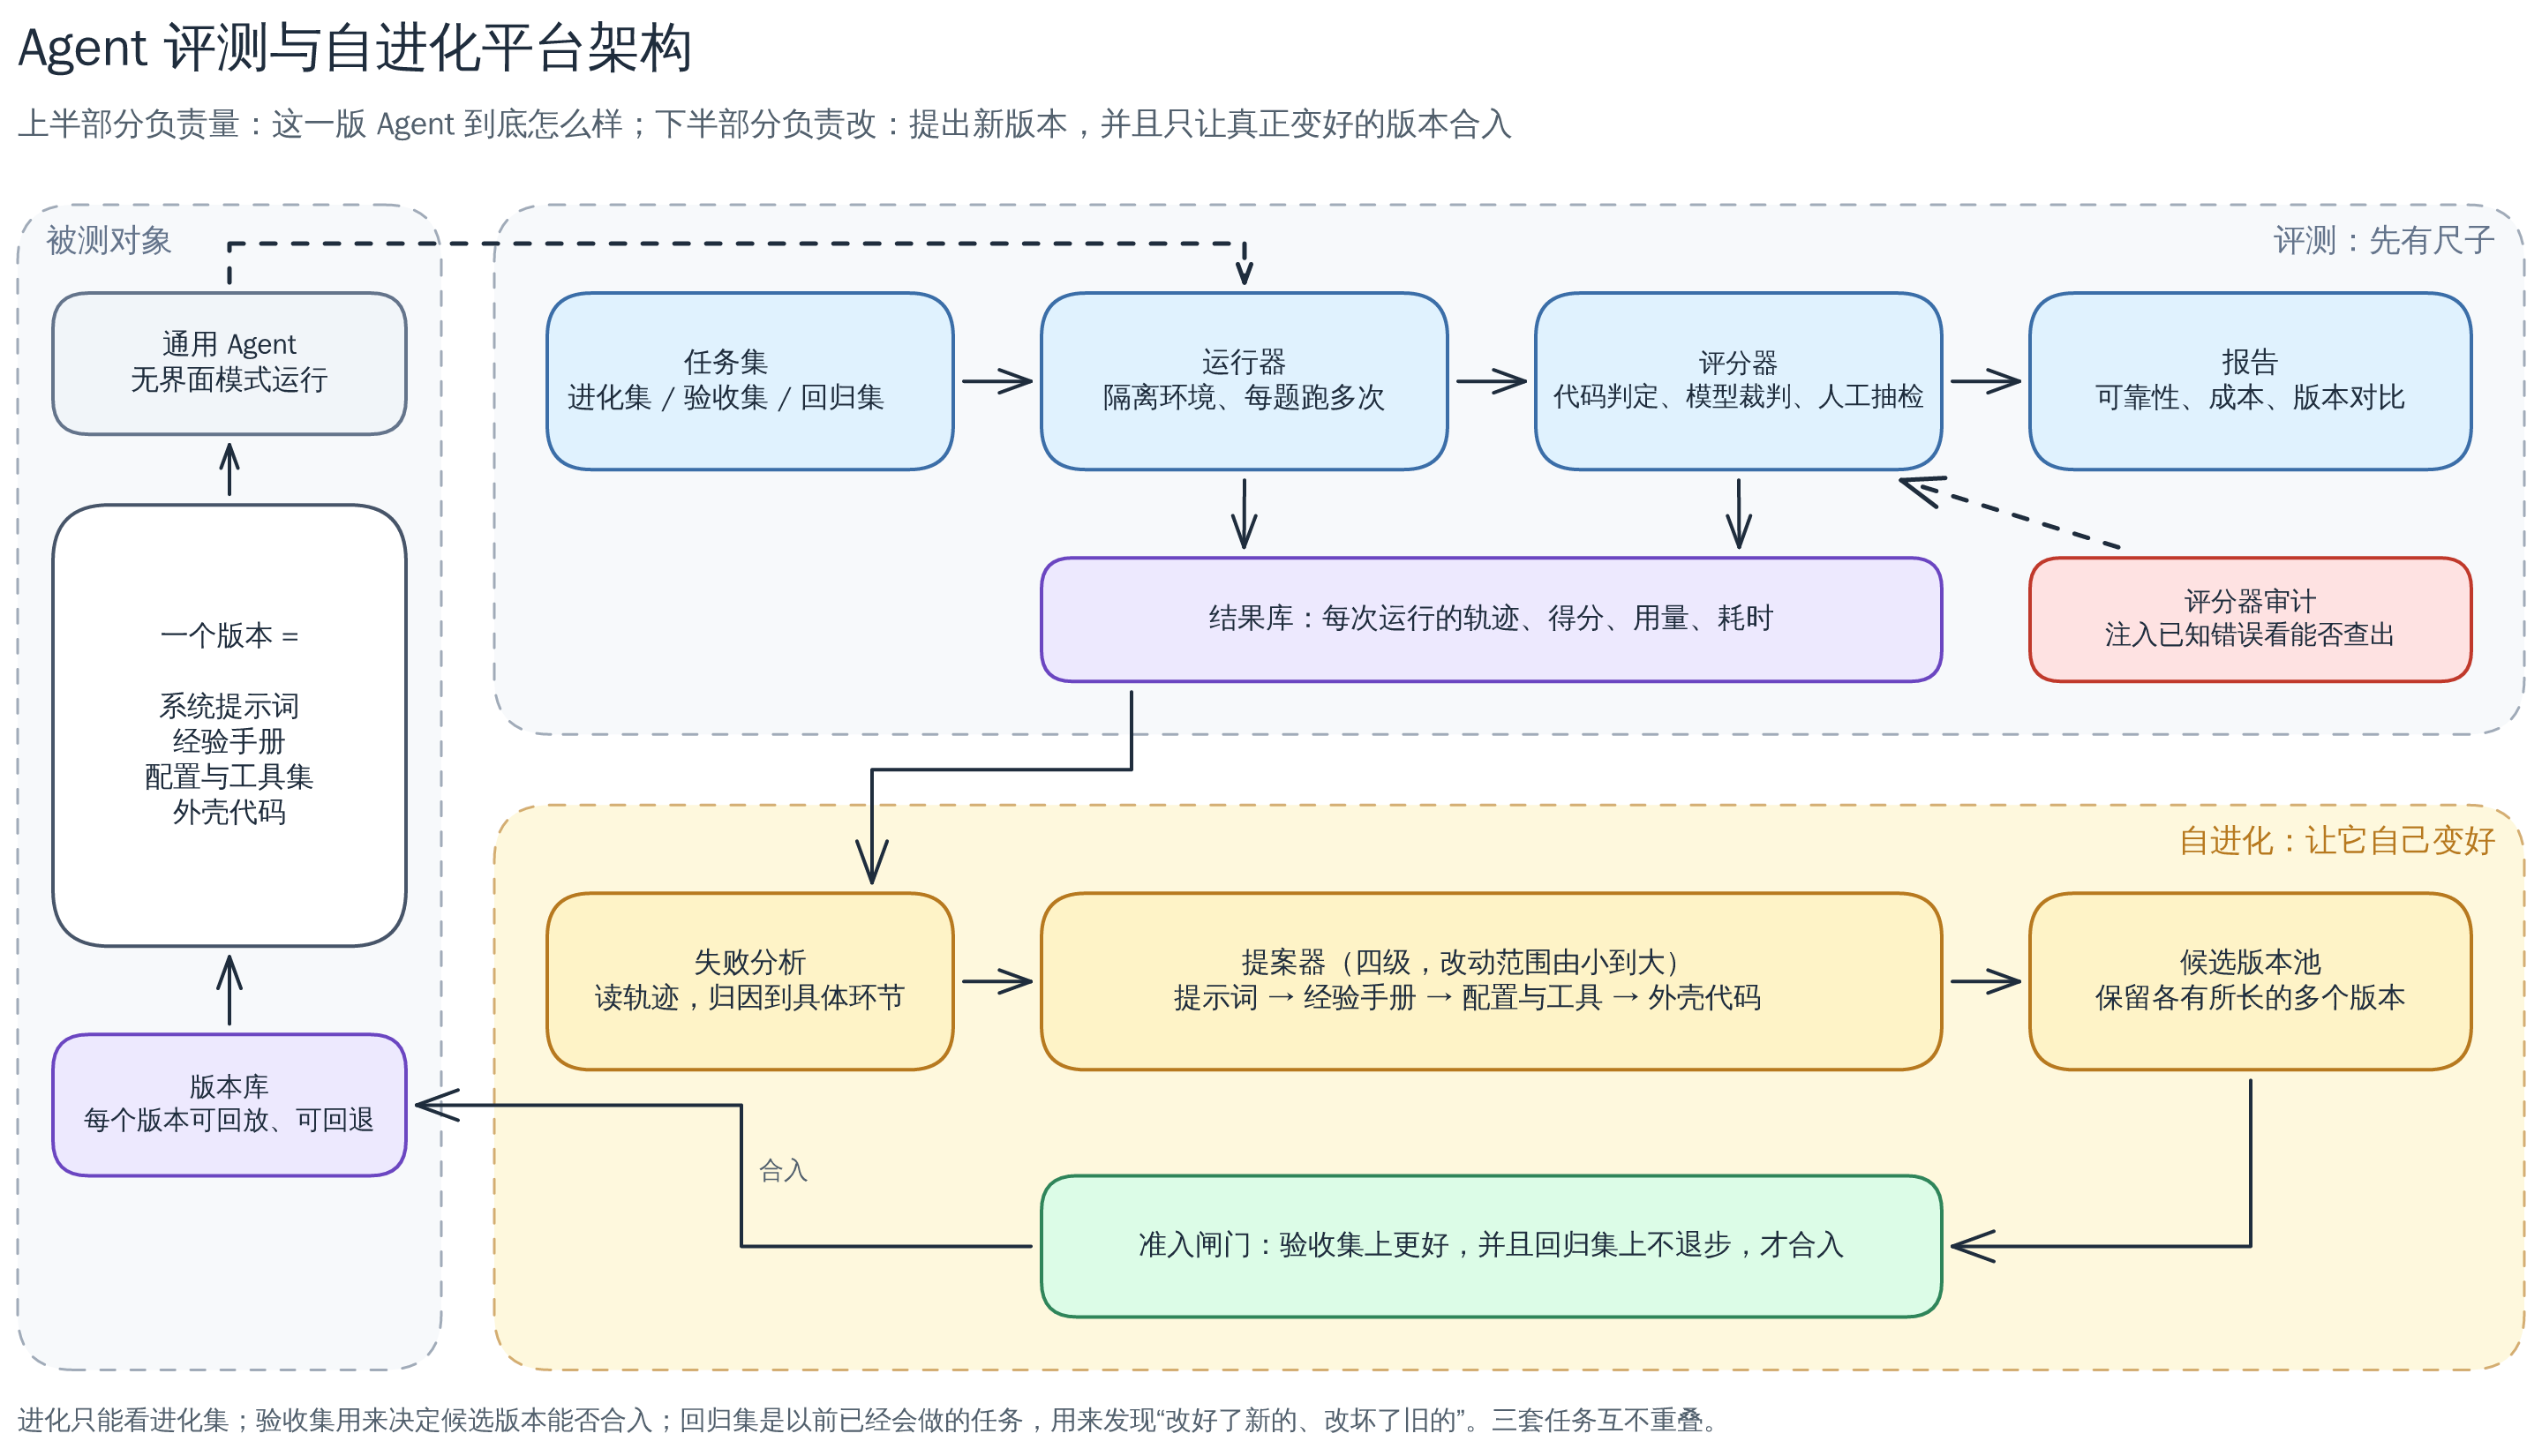 Agent 评测与自进化平台架构
上半部分负责量：这一版 Agent 到底怎么样；下半部分负责改：提出新版本，并且只让真正变好的版本合入
被测对象
通用 Agent
无界面模式运行
一个版本 =
系统提示词
经验手册
配置与工具集
外壳代码
版本库
每个版本可回放、可回退
评测：先有尺子
任务集
进化集 / 验收集 / 回归集
运行器
隔离环境、每题跑多次
评分器
代码判定、模型裁判、人工抽检
报告
可靠性、成本、版本对比
结果库：每次运行的轨迹、得分、用量、耗时
评分器审计
注入已知错误看能否查出
自进化：让它自己变好
失败分析
读轨迹，归因到具体环节
提案器（四级，改动范围由小到大）
提示词 → 经验手册 → 配置与工具 → 外壳代码
候选版本池
保留各有所长的多个版本
合入
准入闸门：验收集上更好，并且回归集上不退步，才合入
进化只能看进化集；验收集用来决定候选版本能否合入；回归集是以前已经会做的任务，用来发现“改好了新的、改坏了旧的”。三套任务互不重叠。